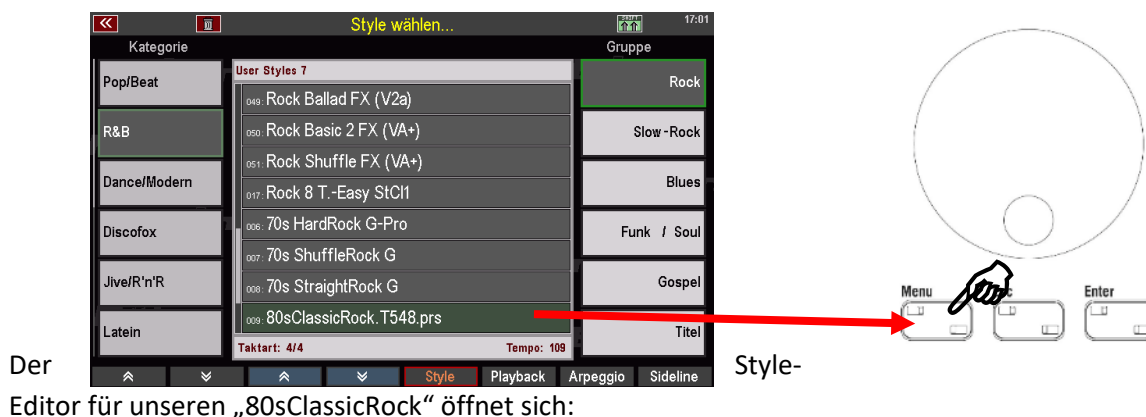 Style wählen...
SHIFT
17:01
Kategorie
Gruppe
Pop/Beat
R&B
Dance/Modern
Discofox
Jive/R'n'R
Latein
User Styles 7
049: Rock Ballad FX (V2a)
050: Rock Basic 2 FX (VA+)
051: Rock Shuffle FX (VA+)
017: Rock 8 T.-Easy StCl1
006: 70s HardRock G-Pro
007: 70s ShuffleRock G
008: 70s StraightRock G
009: 80sClassicRock.T548.prs
Taktart: 4/4 Tempo: 109
Rock
Slow-Rock
Blues
Funk / Soul
Gospel
Titel
Style Playback Arpeggio Sideline
Menu
Enter
Der Style-
Editor für unseren „80sClassicRock“ öffnet sich: